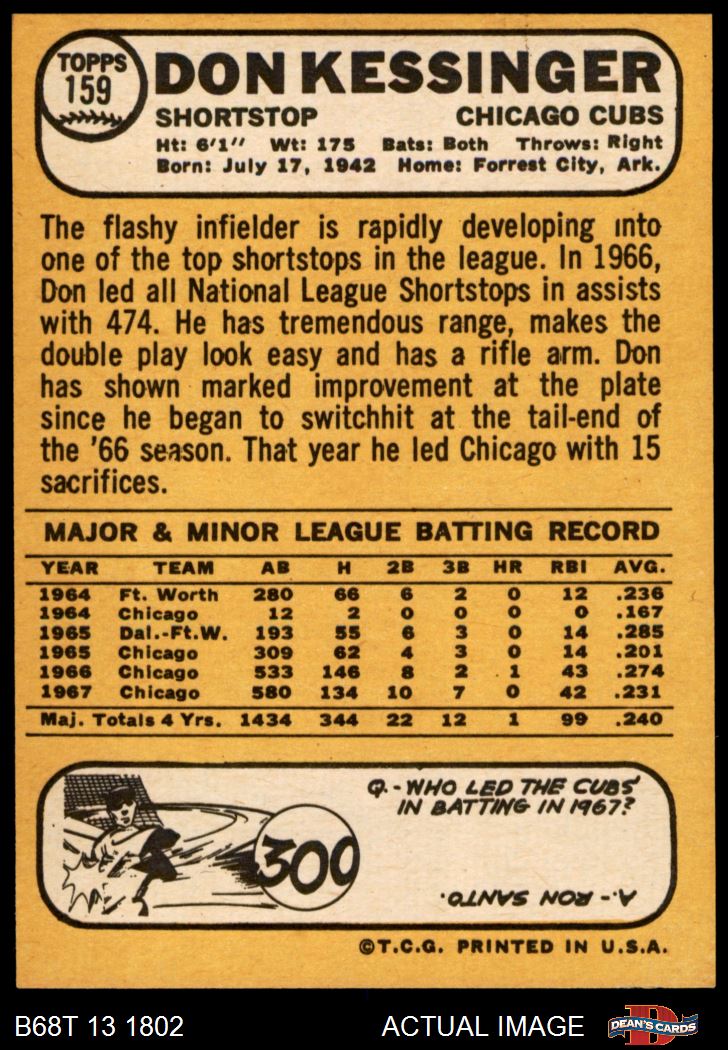 TOPPS
159
DON KESSINGER
SHORTSTOP CHICAGO CUBS
Ht: 6'1" Wt: 175 Bats: Both Throws: Right
Born: July 17, 1942 Home: Forrest City, Ark.
The flashy infielder is rapidly developing into
one of the top shortstops in the league. In 1966,
Don led all National League Shortstops in assists
with 474. He has tremendous range, makes the
double play look easy and has a rifle arm. Don
has shown marked improvement at the plate
since he began to switchhit at the tail-end of
the '66 season. That year he led Chicago with 15
sacrifices.
MAJOR & MINOR LEAGUE BATTING RECORD
YEAR TEAM AB H 2B 3B HR RBI AVG.
1964 Ft. Worth 280 66 6 2 0 12 .236
1964 Chicago 12 2 0 0 0 0 .167
1965 Dal.-Ft.W. 193 55 6 3 0 14 .285
1965 Chicago 309 62 4 3 0 14 .201
1966 Chicago 533 146 8 2 1 43 .274
1967 Chicago 580 134 10 7 0 42 .231
Maj. Totals 4 Yrs. 1434 344 22 12 1 99 .240
Q.-WHO LED THE CUBS
IN BATTING IN 1967?
300
A.-RON SANTO.
©T.C.G. PRINTED IN U.S.A.
B68T 13 1802 ACTUAL IMAGE DEAN'S CARDS